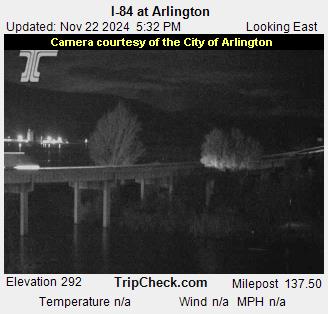 I-84 at Arlington
Updated: Nov 22 2024 5:32 PM Looking East
Camera courtesy of the City of Arlington
Elevation 292 TripCheck.com Milepost 137.50
Temperature n/a Wind n/a MPH n/a